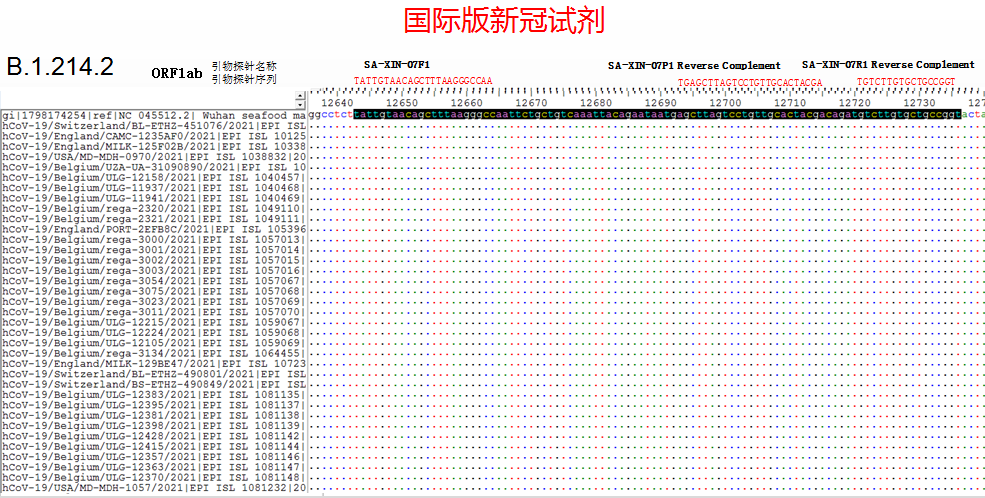 国际版新冠试剂
B.1.214.2
ORF1ab
引物探针名称
引物探针序列
SA-XIN-07F1
SA-XIN-07P1 Reverse Complement
SA-XIN-07R1 Reverse Complement
TATTGTAACAGCTTTAAGGGCCAA
TGAGCTTAGTCCTGTTGCACTACGA
TGTCTTGTGCTGCCGGT
12640 12650 12660 12670 12680 12690 12700 12710 12720 12730 127
gi|1798174254|ref|NC 045512.2| Wuhan seafood ma ggcctcttattgtaacagctttaagggccaattctgctgtcaaattacagaataatgagcttagtcctgttgcactacgacagatgtcttgtgctgccggtacta
hCoV-19/Switzerland/BL-ETHZ-451076/2021|EPI ISL
hCoV-19/England/CAMC-1235AF0/2021|EPI ISL 10125
hCoV-19/England/MILK-125F02B/2021|EPI ISL 10338
hCoV-19/USA/MD-MDH-0970/2021|EPI ISL 1038832|20
hCoV-19/Belgium/UZA-UA-31090890/2021|EPI ISL 10
hCoV-19/Belgium/ULG-12158/2021|EPI ISL 1040457|
hCoV-19/Belgium/ULG-11937/2021|EPI ISL 1040468|
hCoV-19/Belgium/ULG-11941/2021|EPI ISL 1040469|
hCoV-19/Belgium/rega-2320/2021|EPI ISL 1049110|
hCoV-19/Belgium/rega-2321/2021|EPI ISL 1049111|
hCoV-19/England/PORT-2EFB8C/2021|EPI ISL 105396
hCoV-19/Belgium/rega-3000/2021|EPI ISL 1057013|
hCoV-19/Belgium/rega-3001/2021|EPI ISL 1057014|
hCoV-19/Belgium/rega-3002/2021|EPI ISL 1057015|
hCoV-19/Belgium/rega-3003/2021|EPI ISL 1057016|
hCoV-19/Belgium/rega-3054/2021|EPI ISL 1057067|
hCoV-19/Belgium/rega-3075/2021|EPI ISL 1057068|
hCoV-19/Belgium/rega-3023/2021|EPI ISL 1057069|
hCoV-19/Belgium/rega-3011/2021|EPI ISL 1057070|
hCoV-19/Belgium/ULG-12215/2021|EPI ISL 1059067|
hCoV-19/Belgium/ULG-12224/2021|EPI ISL 1059068|
hCoV-19/Belgium/ULG-12105/2021|EPI ISL 1059069|
hCoV-19/Belgium/rega-3134/2021|EPI ISL 1064455|
hCoV-19/England/MILK-129BE47/2021|EPI ISL 10723
hCoV-19/Switzerland/BL-ETHZ-490801/2021|EPI ISL
hCoV-19/Switzerland/BS-ETHZ-490849/2021|EPI ISL
hCoV-19/Belgium/ULG-12383/2021|EPI ISL 1081135|
hCoV-19/Belgium/ULG-12395/2021|EPI ISL 1081137|
hCoV-19/Belgium/ULG-12381/2021|EPI ISL 1081138|
hCoV-19/Belgium/ULG-12398/2021|EPI ISL 1081139|
hCoV-19/Belgium/ULG-12428/2021|EPI ISL 1081142|
hCoV-19/Belgium/ULG-12415/2021|EPI ISL 1081144|
hCoV-19/Belgium/ULG-12357/2021|EPI ISL 1081146|
hCoV-19/Belgium/ULG-12363/2021|EPI ISL 1081147|
hCoV-19/Belgium/ULG-12370/2021|EPI ISL 1081148|
hCoV-19/USA/MD-MDH-1057/2021|EPI ISL 1081232|20